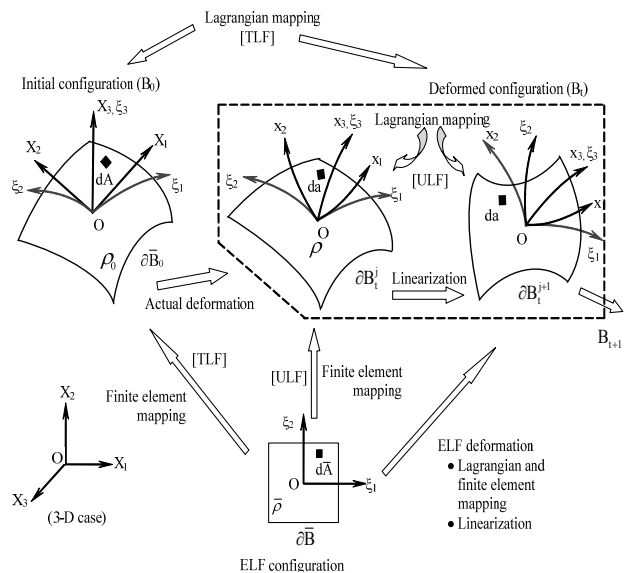 Lagrangian mapping
[TLF]
Initial configuration (B₀)
Deformed configuration (Bₜ)
X₃, ξ₃
X₂
X₁
dA
ξ₂
ξ₁
O
ρ₀
∂B̄₀
Actual deformation
Lagrangian mapping
[ULF]
x₂
x₃, ξ₃
x₁
da
ξ₂
ξ₁
O
ρ
∂Bₜʲ
Linearization
x₂
ξ₂
x₃, ξ₃
x
da
O
ξ₁
∂Bₜʲ⁺¹
Bₜ₊₁
[TLF]
Finite element
mapping
[ULF]
Finite element
mapping
X₂
O
X₁
X₃
(3-D case)
ξ₂
dĀ
O
ξ₁
ρ̄
∂B̄
ELF configuration
ELF deformation
● Lagrangian and
finite element
mapping
● Linearization